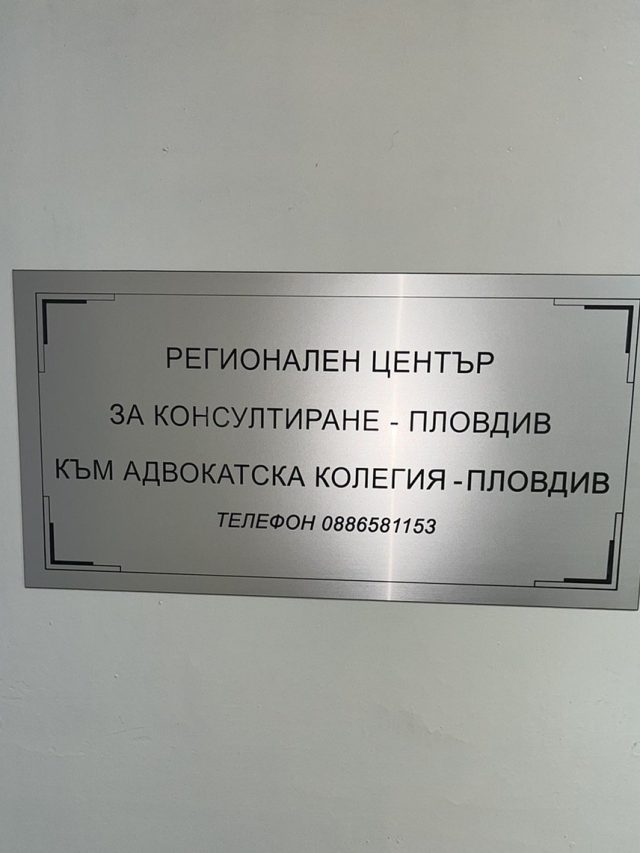 РЕГИОНАЛЕН ЦЕНТЪР
ЗА КОНСУЛТИРАНЕ - ПЛОВДИВ
КЪМ АДВОКАТСКА КОЛЕГИЯ - ПЛОВДИВ
ТЕЛЕФОН 0886581153